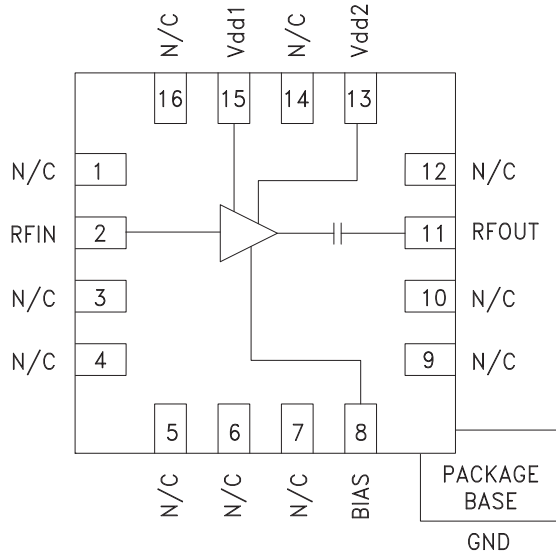 N/C
Vdd1
N/C
Vdd2
16
15
14
13
N/C
1
12
N/C
RFIN
2
11
RFOUT
N/C
3
10
N/C
N/C
4
9
N/C
5
6
7
8
N/C
N/C
N/C
BIAS
PACKAGE
BASE
GND